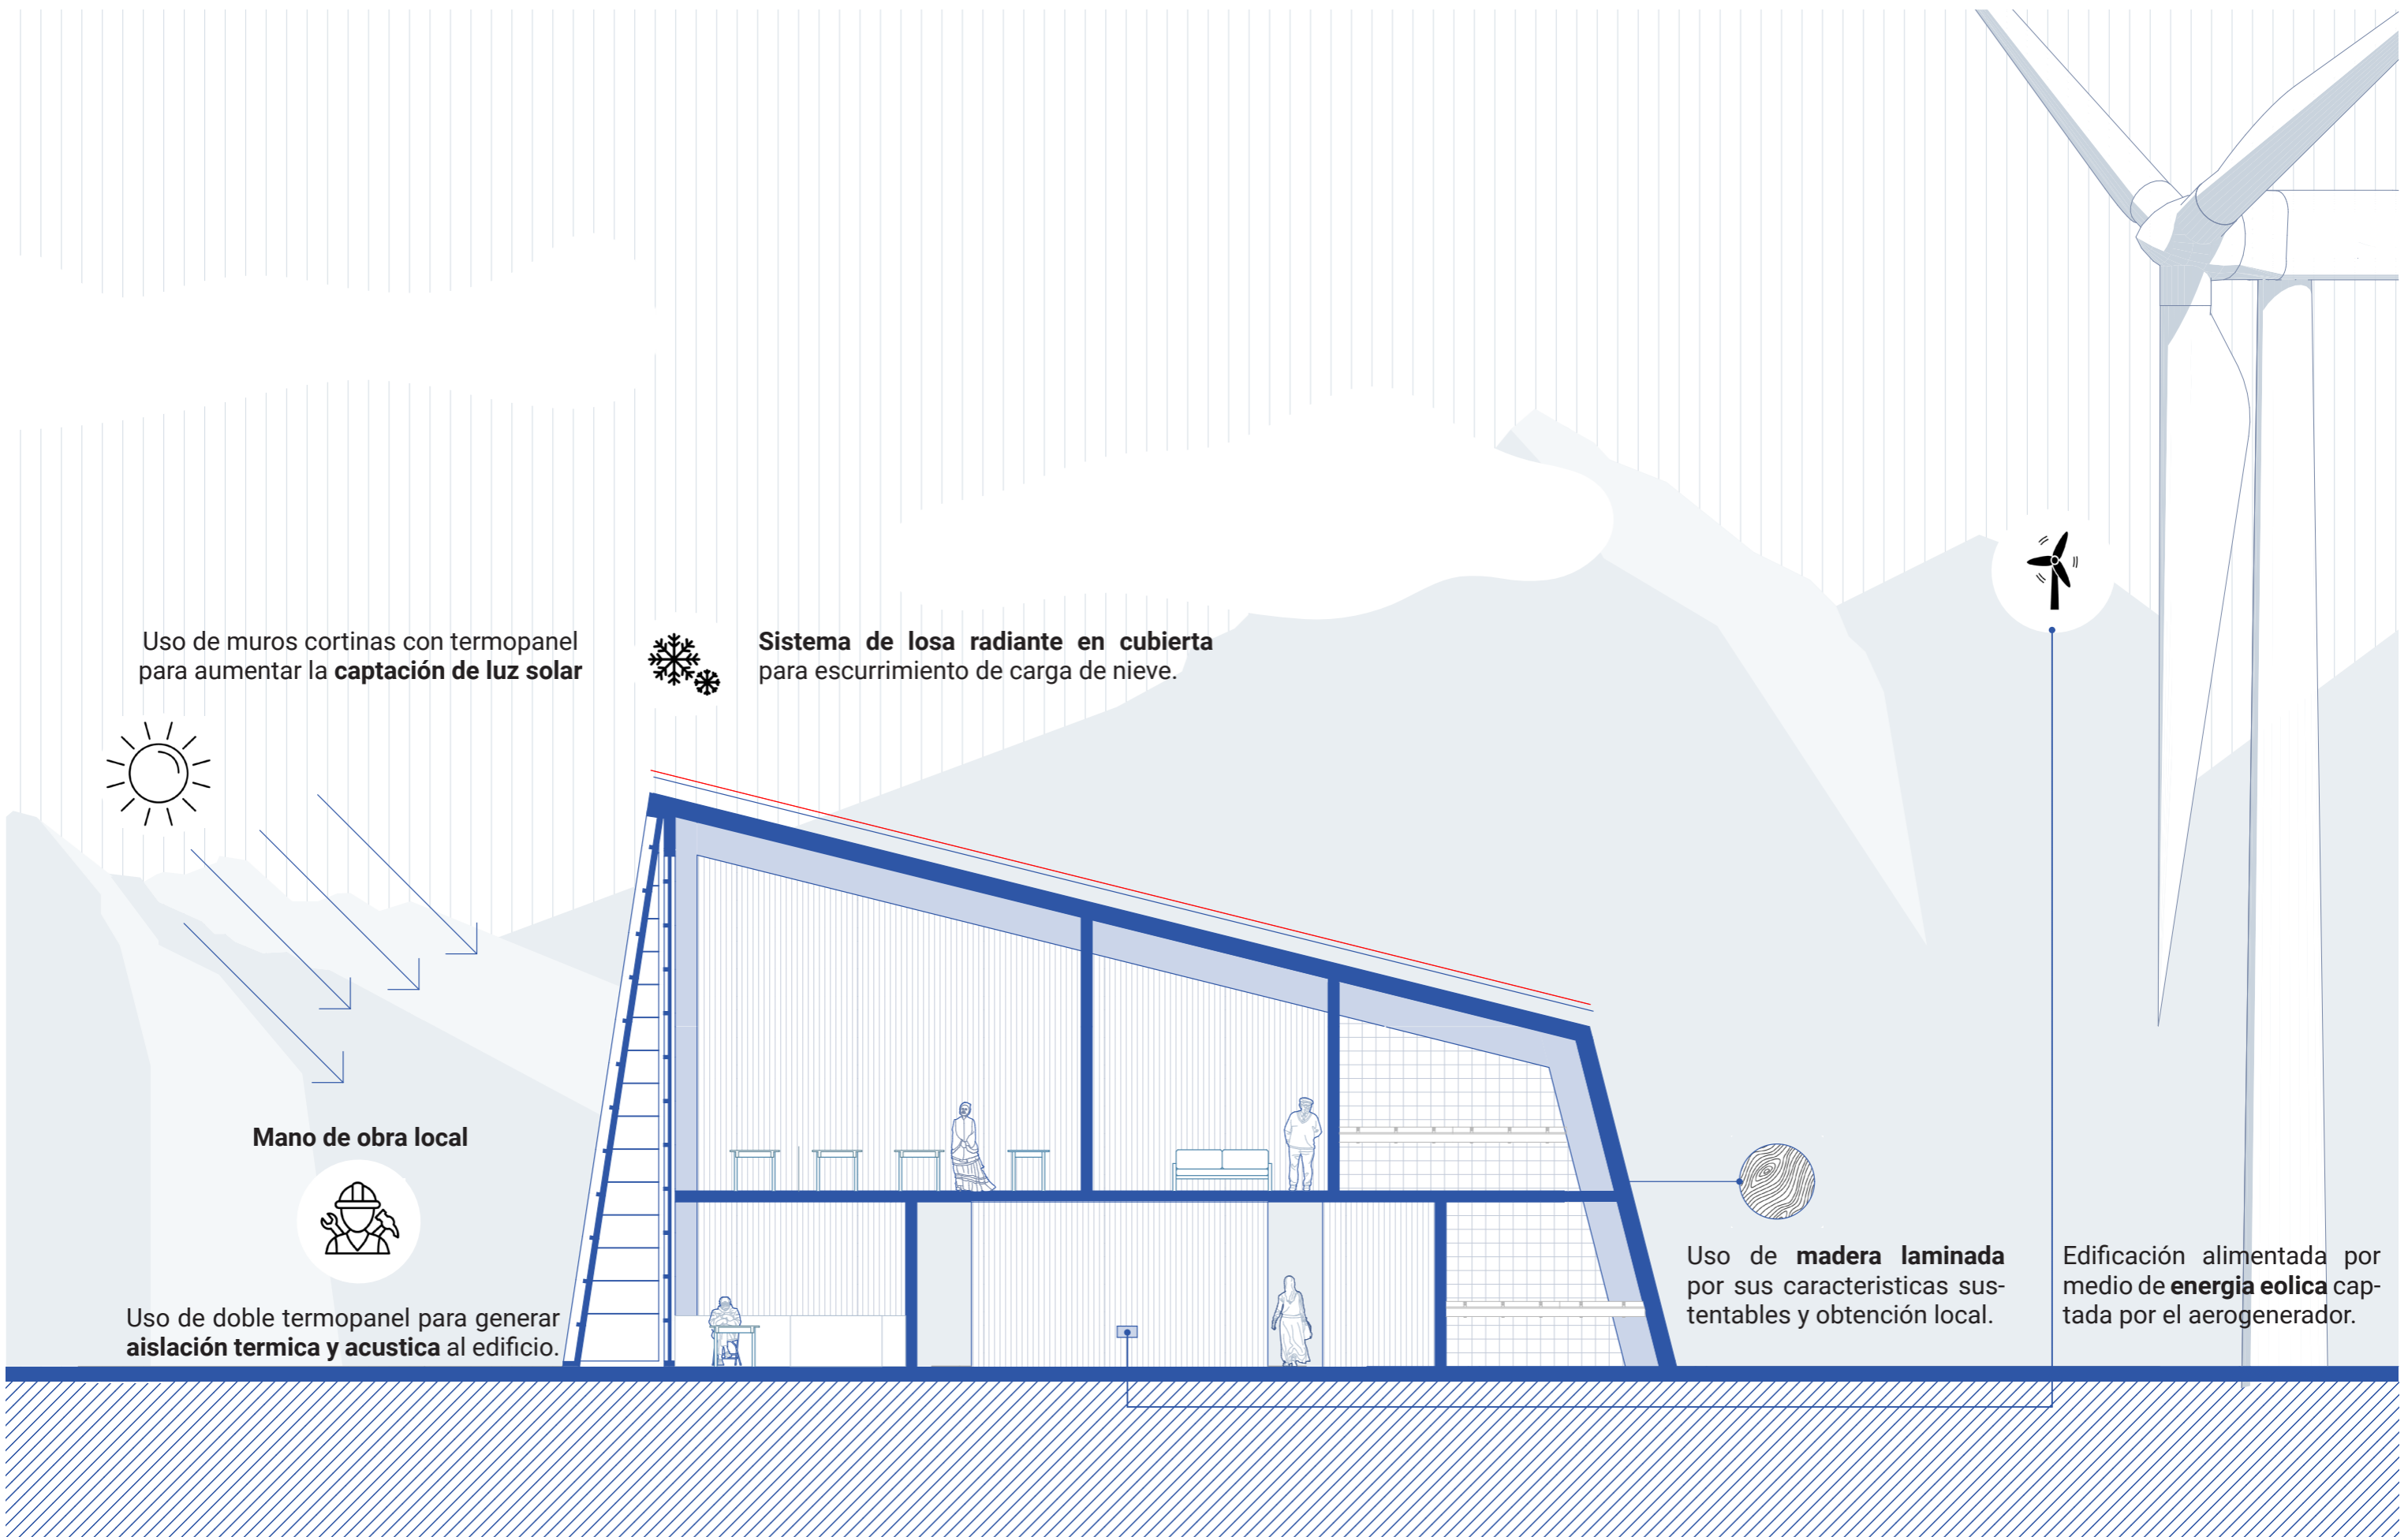 Uso de muros cortinas con termopanel
para aumentar la captación de luz solar
Sistema de losa radiante en cubierta
para escurrimiento de carga de nieve.
Mano de obra local
Uso de doble termopanel para generar
aislación termica y acustica al edificio.
Uso de madera laminada
por sus caracteristicas sus-
tentables y obtención local.
Edificación alimentada por
medio de energia eolica cap-
tada por el aerogenerador.